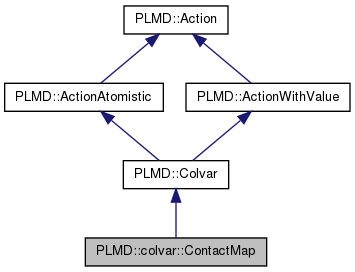 PLMD::Action
PLMD::ActionAtomistic
PLMD::ActionWithValue
PLMD::Colvar
PLMD::colvar::ContactMap